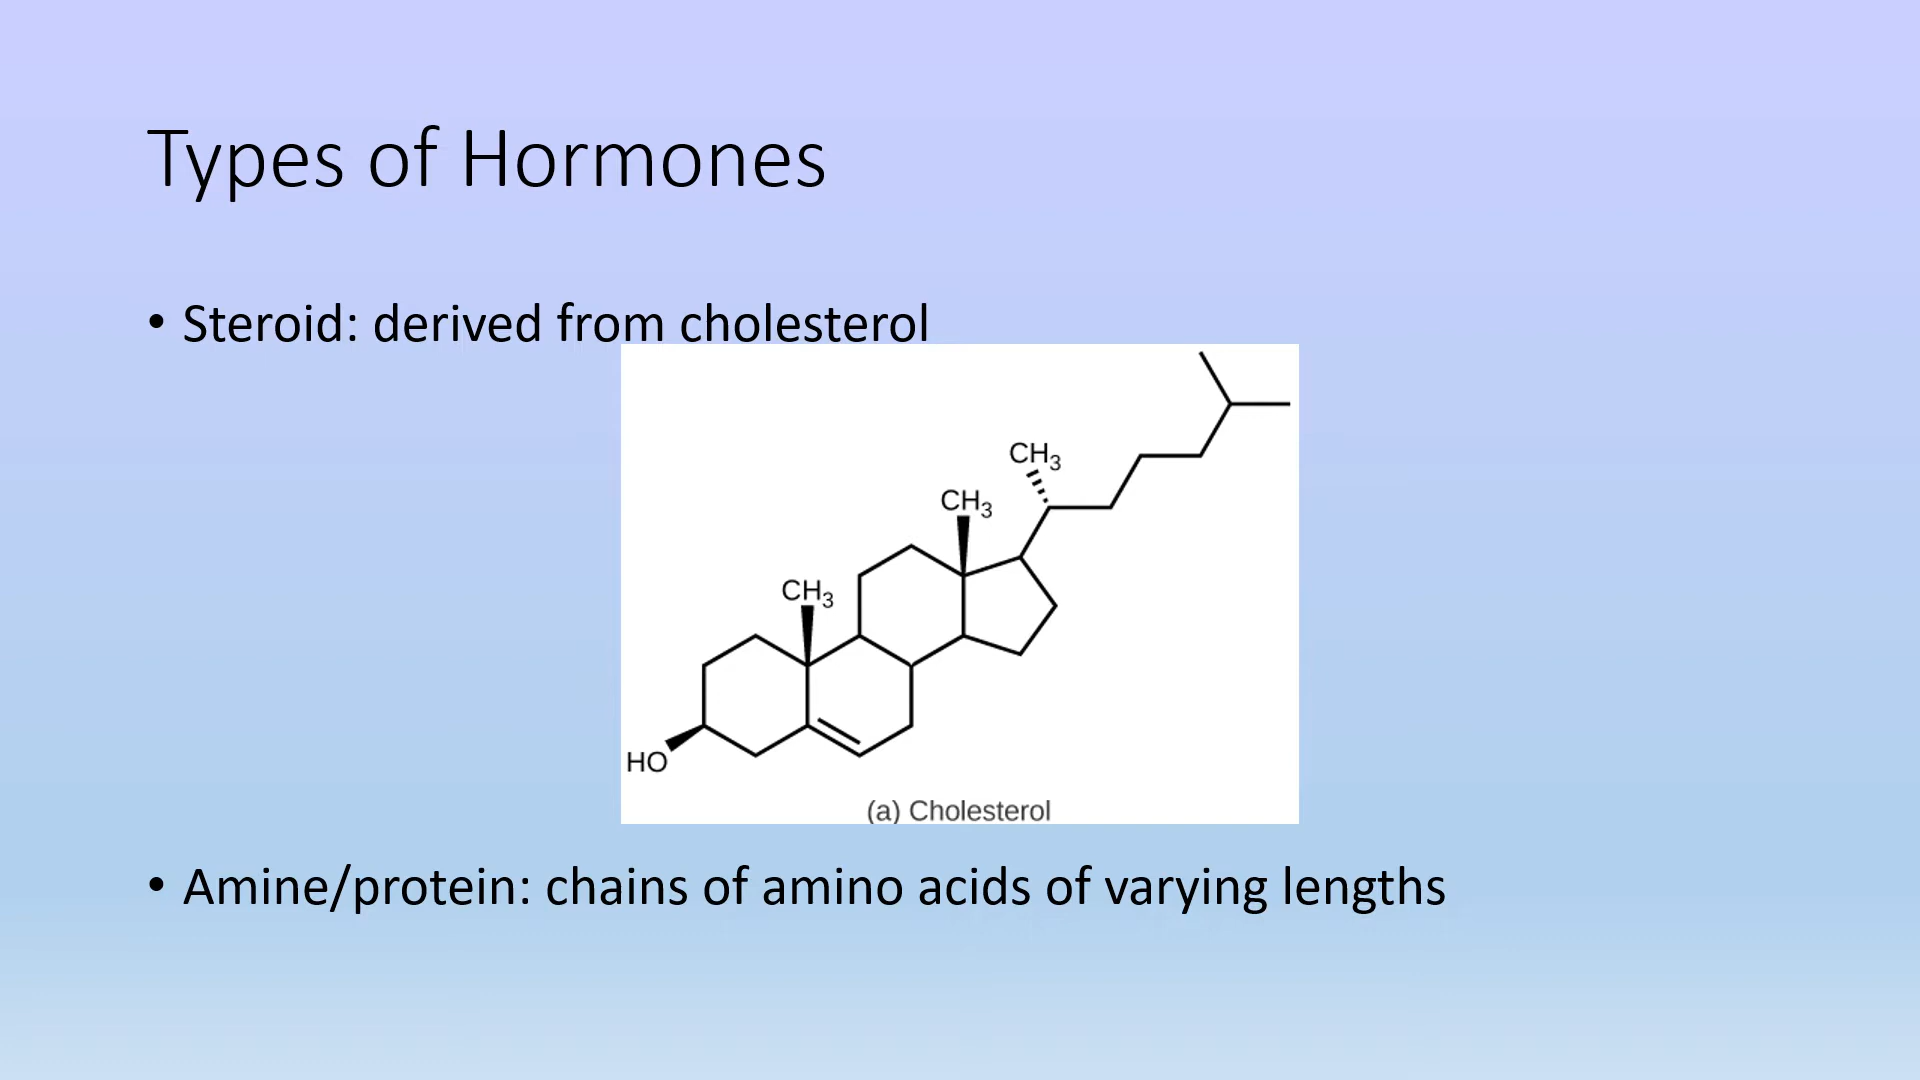 Types of Hormones
• Steroid: derived from cholesterol
CH3
CH3
CH3
HO
(a) Cholesterol
• Amine/protein: chains of amino acids of varying lengths